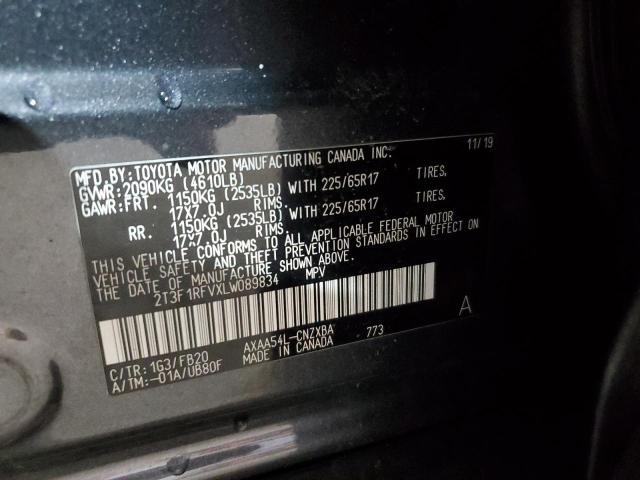 MFD.BY:TOYOTA MOTOR MANUFACTURING CANADA INC. 11/19
GVWR:2090KG (4610LB)
GAWR:FRT. 1150KG (2535LB) WITH 225/65R17 TIRES,
17X7.0J RIMS.
RR. 1150KG (2535LB) WITH 225/65R17 TIRES,
17X7.0J RIMS.
THIS VEHICLE CONFORMS TO ALL APPLICABLE FEDERAL MOTOR
VEHICLE SAFETY AND THEFT PREVENTION STANDARDS IN EFFECT ON
THE DATE OF MANUFACTURE SHOWN ABOVE.
2T3F1RFVXLW089834 MPV
A
C/TR: 1G3/FB20 AXAA54L-CNZXBA 773
A/TM:-01A/UB80F MADE IN CANADA